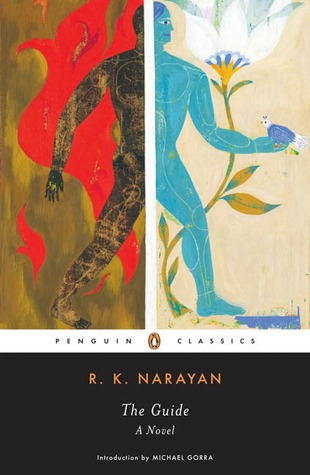 PENGUIN CLASSICS
R. K. NARAYAN
The Guide
A Novel
Introduction by MICHAEL GORRA